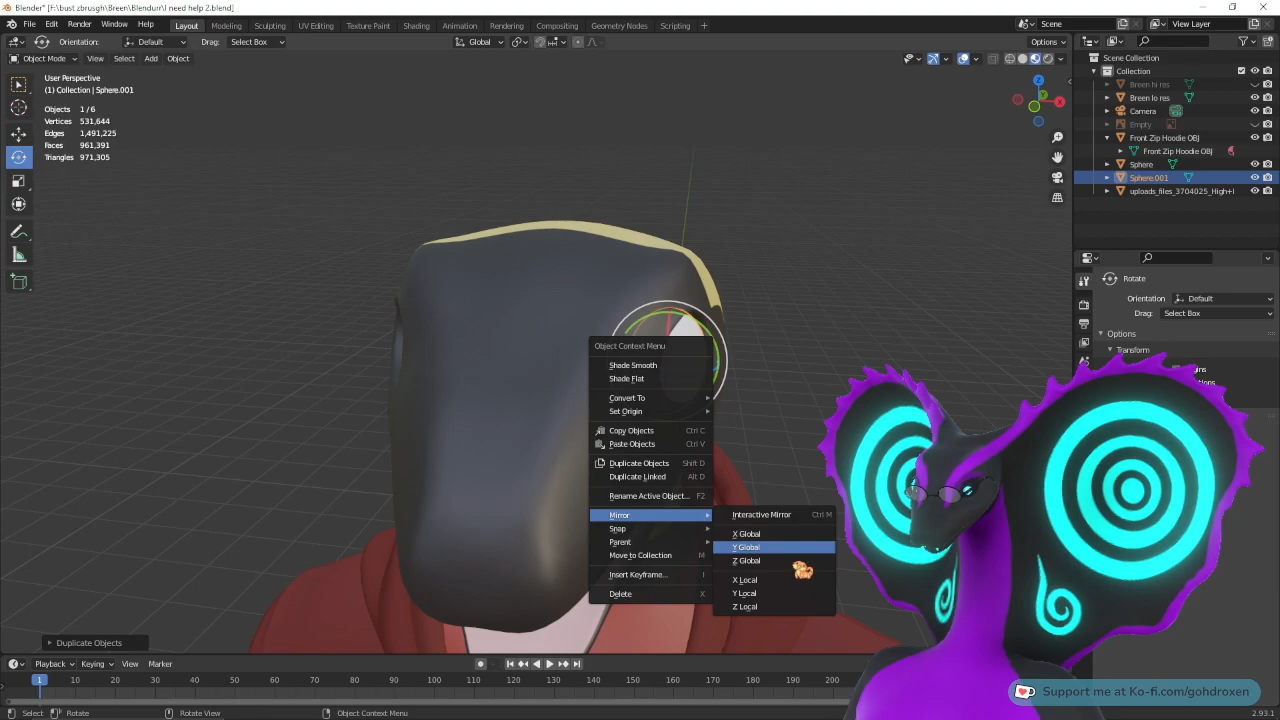 Blender* [F:\bust zbrusgh\Breen\Blendurr\I need help 2.blend]
File Edit Render Window Help Layout Modeling Sculpting UV Editing Texture Paint Shading Animation Rendering Compositing Geometry Nodes Scripting + Scene View Layer
Orientation: Default Drag: Select Box Global Options
Object Mode View Select Add Object
User Perspective
(1) Collection | Sphere.001
Objects 1/6
Vertices 531,644
Edges 1,491,225
Faces 961,391
Triangles 971,305
Z
Y
X
Scene Collection
Collection
Breen hi res
Breen lo res
Camera
Empty
Front Zip Hoodie OBJ
Front Zip Hoodie OBJ
Sphere
Sphere.001
uploads_files_3704025_High+l
Rotate
Orientation Default
Drag: Select Box
Options
Transform
Object Context Menu
Shade Smooth
Shade Flat
Convert To
Set Origin
Copy Objects Ctrl C
Paste Objects Ctrl V
Duplicate Objects Shift D
Duplicate Linked Alt D
Rename Active Object... F2
Mirror
Snap
Parent
Move to Collection M
Insert Keyframe... I
Delete X
Interactive Mirror Ctrl M
X Global
Y Global
Z Global
X Local
Y Local
Z Local
Duplicate Objects
Playback Keying View Marker
1 10 20 30 40 50 60 70 80 90 100 110 120 130 140 150 160 170 180 190
Select Rotate Rotate View Object Context Menu 2.93.1
Support me at Ko-fi.com/gohdroxen